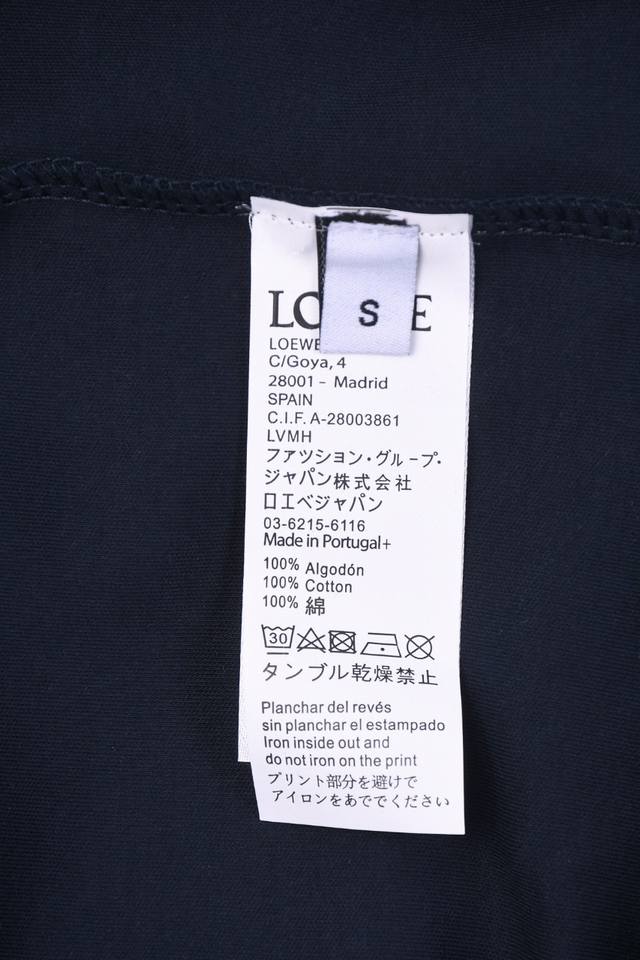 S
LO E
LOEWE
C/Goya, 4
28001 - Madrid
SPAIN
C.I.F. A-28003861
LVMH
ファツション・グループ・
ジャパン株式会社
ロエベジャパン
03-6215-6116
Made in Portugal+
100% Algodón
100% Cotton
100% 綿
30
タンブル乾燥禁止
Planchar del revés
sin planchar el estampado
Iron inside out and
do not iron on the print
プリント部分を避けて
アイロンをあででください